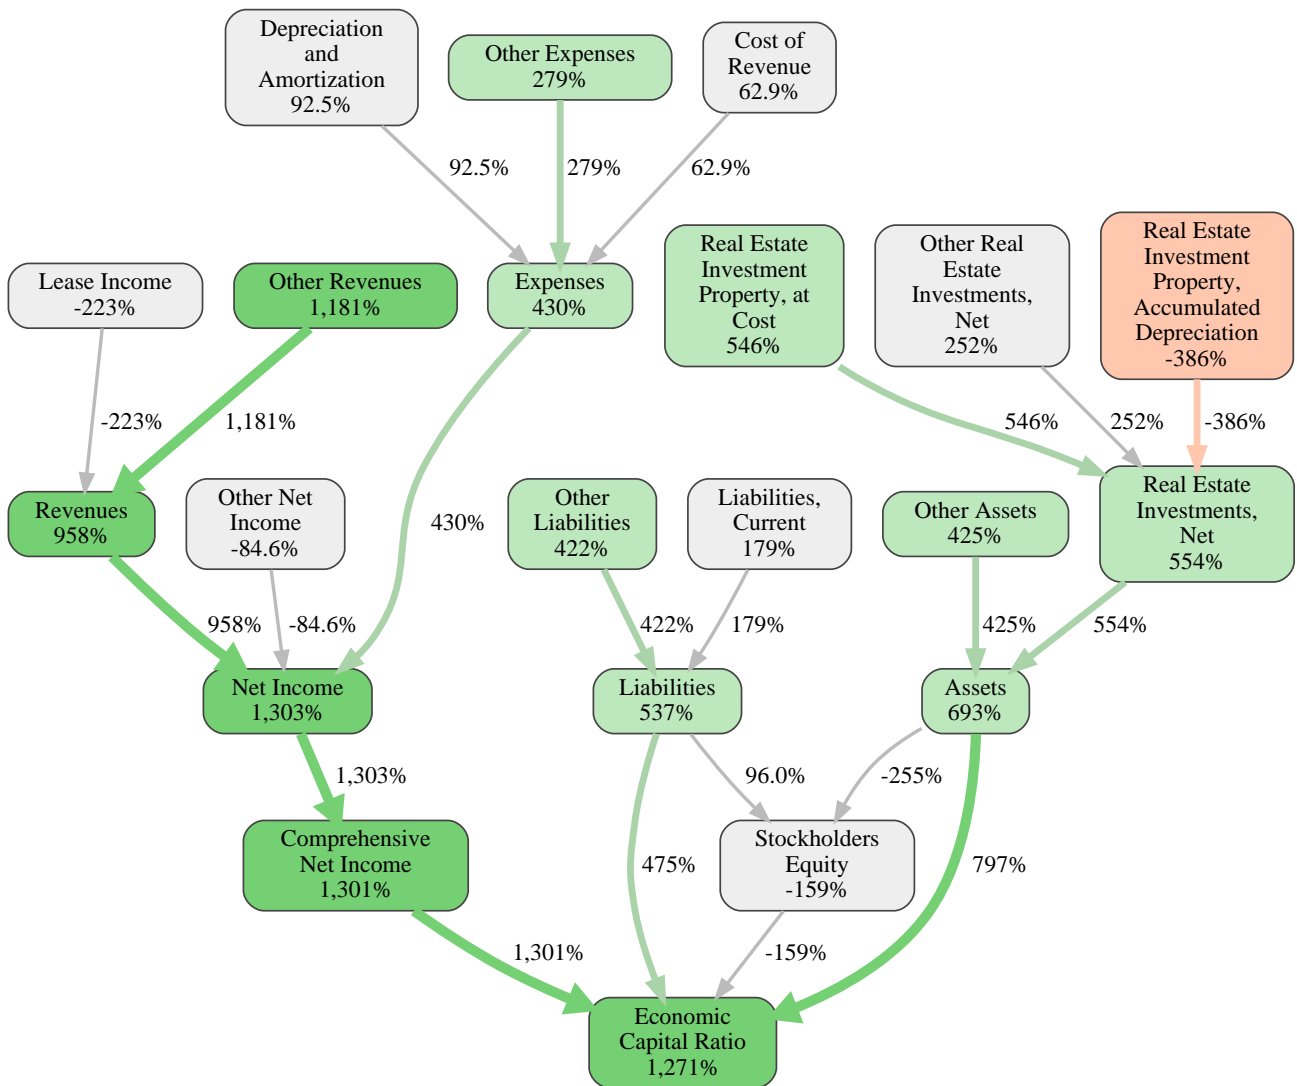 Depreciation
and
Amortization
92.5%
Other Expenses
279%
Cost of
Revenue
62.9%
92.5%
279%
62.9%
Lease Income
-223%
Other Revenues
1,181%
Expenses
430%
Real Estate
Investment
Property, at
Cost
546%
Other Real
Estate
Investments,
Net
252%
Real Estate
Investment
Property,
Accumulated
Depreciation
-386%
-223%
1,181%
430%
546%
252%
-386%
Revenues
958%
Other Net
Income
-84.6%
Other
Liabilities
422%
Liabilities,
Current
179%
Other Assets
425%
Real Estate
Investments,
Net
554%
958%
-84.6%
422%
179%
425%
554%
Net Income
1,303%
Liabilities
537%
Assets
693%
1,303%
96.0%
-255%
Comprehensive
Net Income
1,301%
475%
Stockholders
Equity
-159%
797%
1,301%
-159%
Economic
Capital Ratio
1,271%